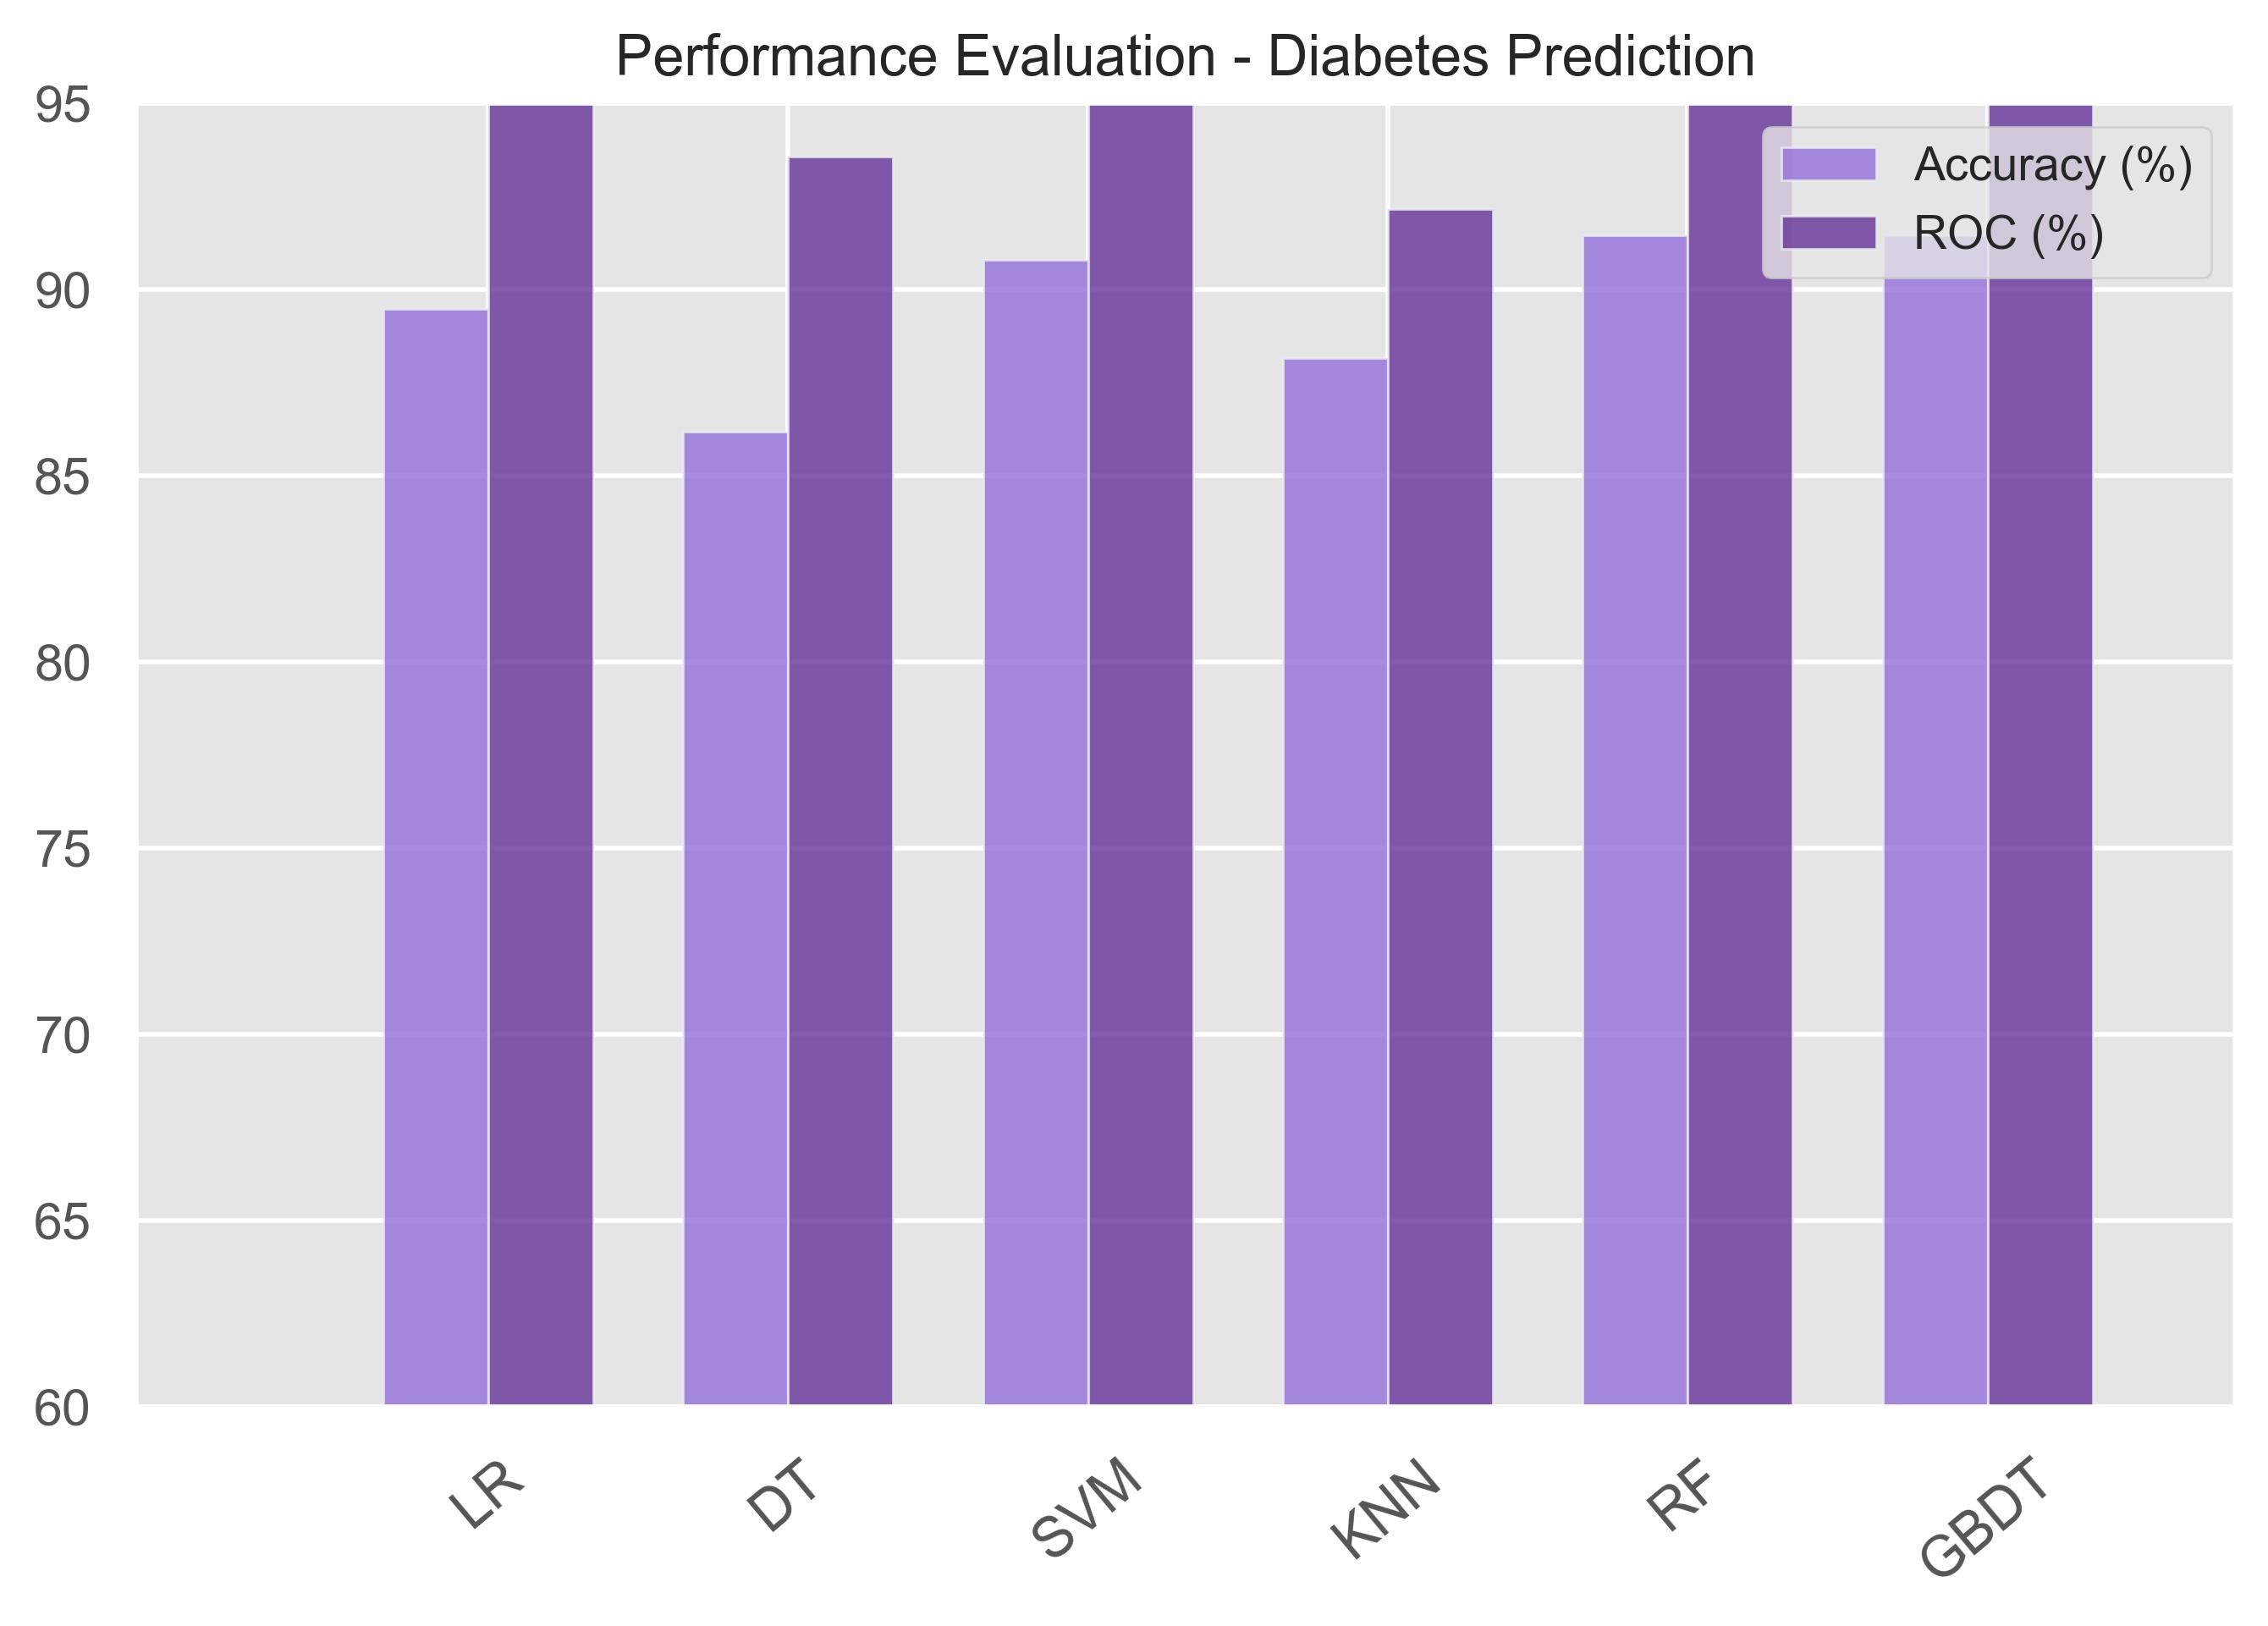 Performance Evaluation - Diabetes Prediction
95
90
85
80
75
70
65
60
Accuracy (%)
ROC (%)
LR
DT
SVM
KNN
RF
GBDT